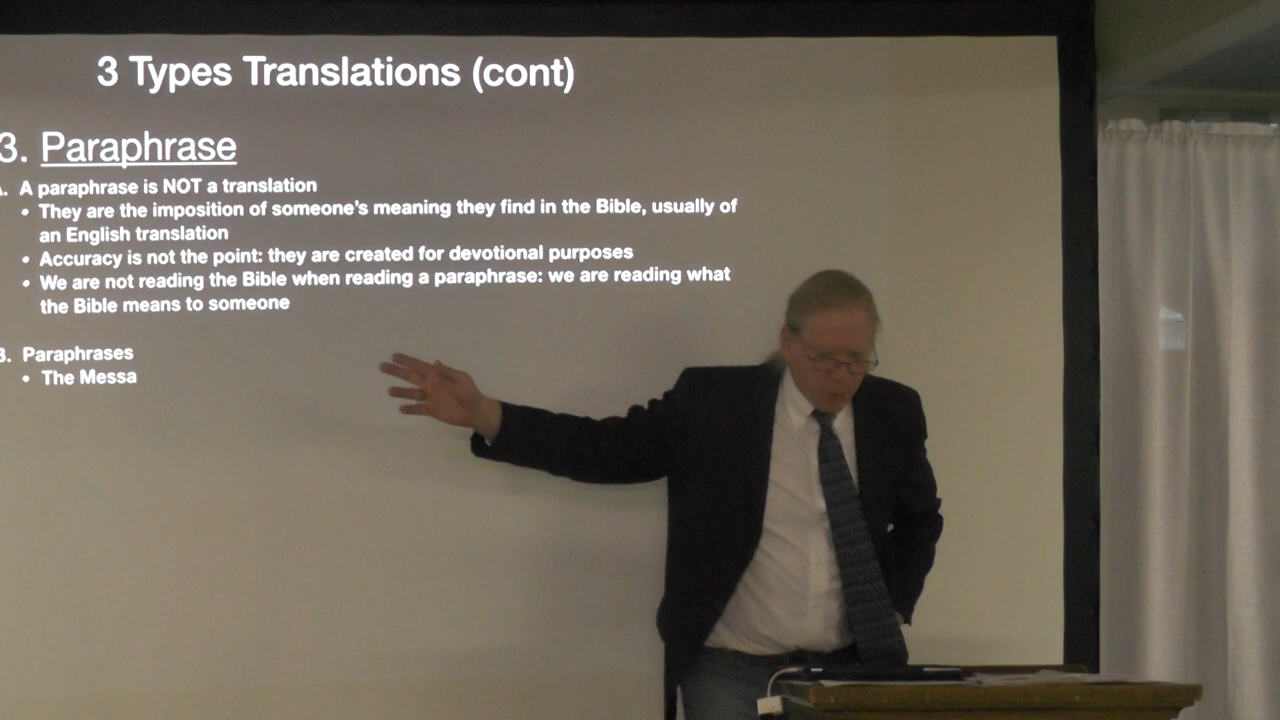 3 Types Translations (cont)
3. Paraphrase
. A paraphrase is NOT a translation
• They are the imposition of someone's meaning they find in the Bible, usually of
an English translation
• Accuracy is not the point: they are created for devotional purposes
• We are not reading the Bible when reading a paraphrase: we are reading what
the Bible means to someone
B. Paraphrases
• The Messa